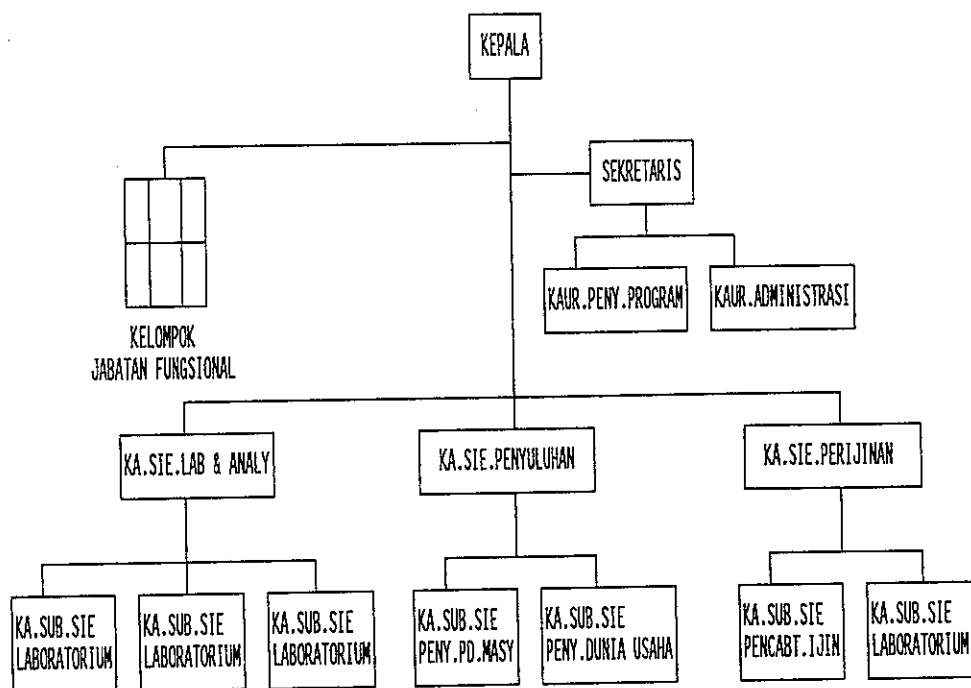 KEPALA
SEKRETARIS
KAUR.PENY.PROGRAM
KAUR.ADMINISTRASI
KELOMPOK
JABATAN FUNGSIONAL
KA.SIE.LAB & ANALY
KA.SIE.PENYULUHAN
KA.SIE.PERIJINAN
KA.SUB.SIE
LABORATORIUM
KA.SUB.SIE
LABORATORIUM
KA.SUB.SIE
LABORATORIUM
KA.SUB.SIE
PENY.PD.MASY
KA.SUB.SIE
PENY.DUNIA USAHA
KA.SUB.SIE
PENCABT.IJIN
KA.SUB.SIE
LABORATORIUM